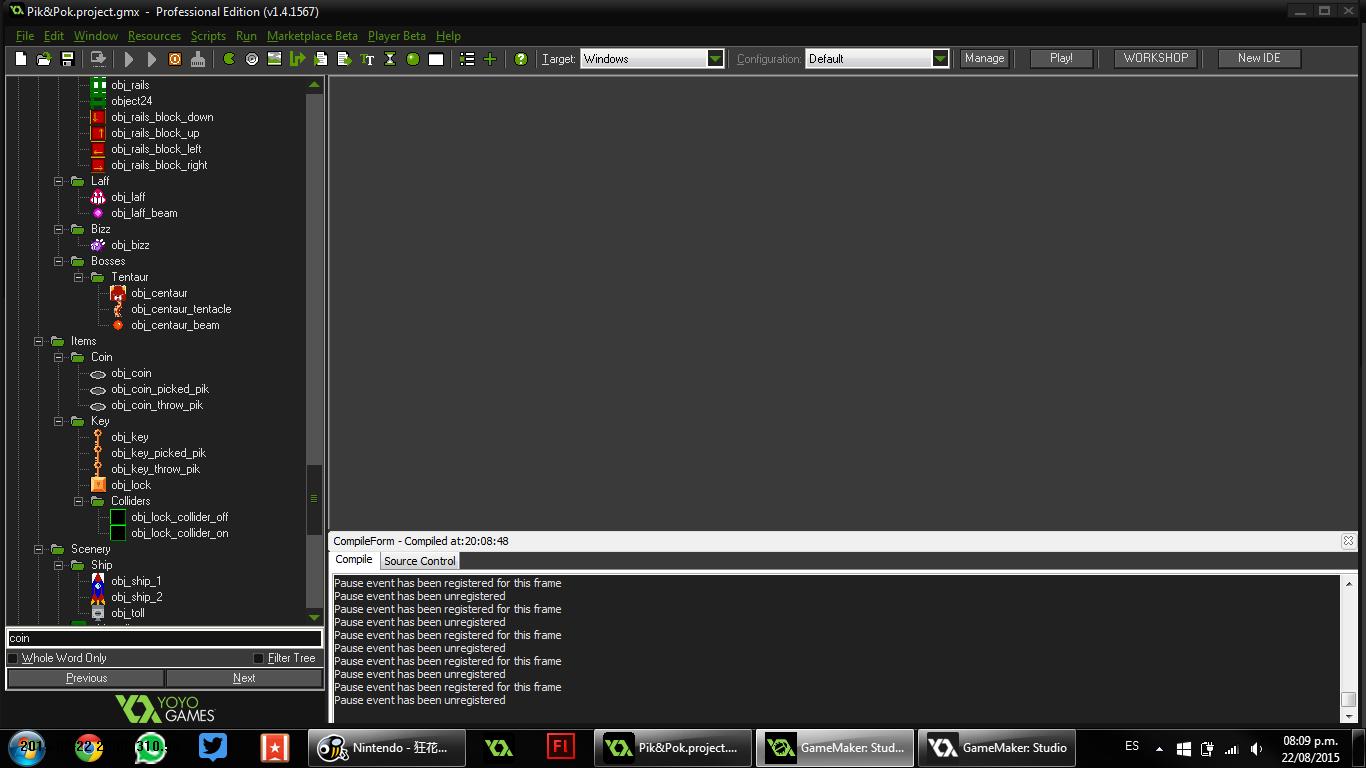 Pik&Pok.project.gmx - Professional Edition (v1.4.1567)
File Edit Window Resources Scripts Run Marketplace Beta Player Beta Help
Target: Windows Configuration: Default Manage Play! WORKSHOP New IDE
obj_rails
object24
obj_rails_block_down
obj_rails_block_up
obj_rails_block_left
obj_rails_block_right
Laff
obj_laff
obj_laff_beam
Bizz
obj_bizz
Bosses
Tentaur
obj_centaur
obj_centaur_tentacle
obj_centaur_beam
Items
Coin
obj_coin
obj_coin_picked_pik
obj_coin_throw_pik
Key
obj_key
obj_key_picked_pik
obj_key_throw_pik
obj_lock
Colliders
obj_lock_collider_off
obj_lock_collider_on
Scenery
Ship
obj_ship_1
obj_ship_2
obj_toll
coin
Whole Word Only Filter Tree
Previous Next
YOYO
GAMES
CompileForm - Compiled at:20:08:48
Compile Source Control
Pause event has been registered for this frame
Pause event has been unregistered
Pause event has been registered for this frame
Pause event has been unregistered
Pause event has been registered for this frame
Pause event has been unregistered
Pause event has been registered for this frame
Pause event has been unregistered
Pause event has been registered for this frame
Pause event has been unregistered
Nintendo - 狂花...
Fl
Pik&Pok.project....
GameMaker: Stud...
GameMaker: Studio
ES
08:09 p.m.
22/08/2015